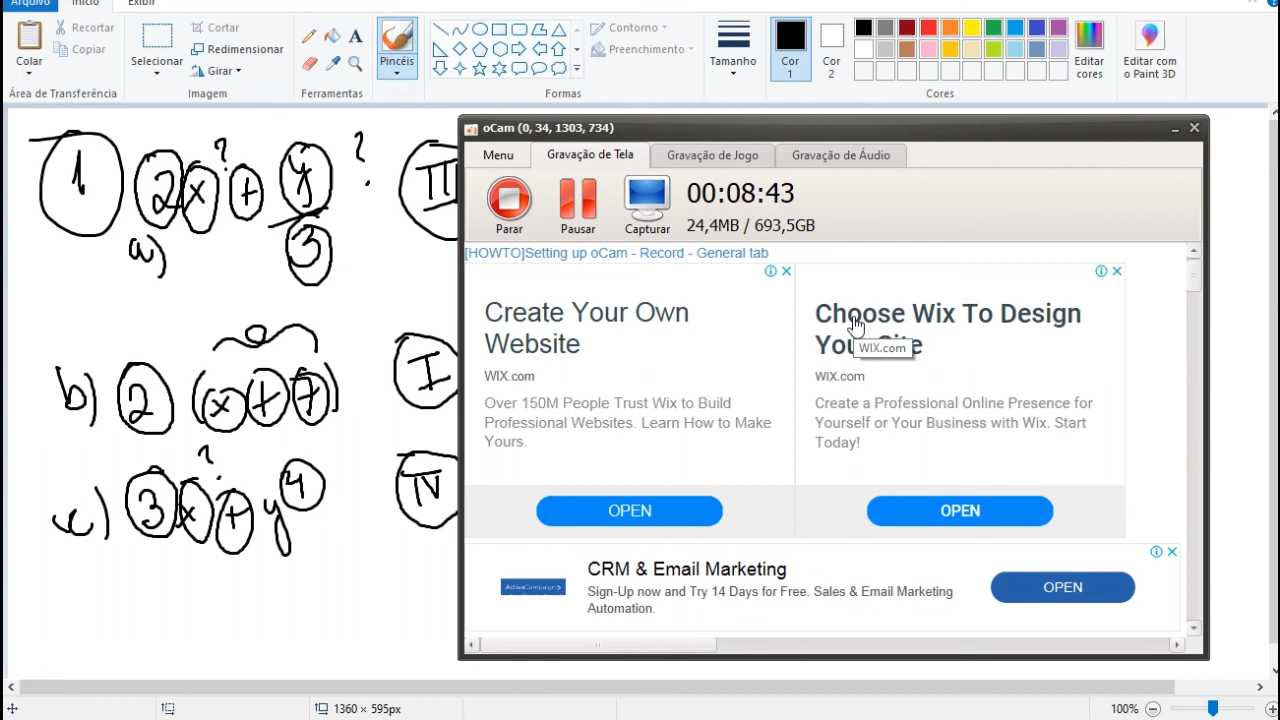 Arquivo
Início
Exibir
Colar
Recortar
Copiar
Área de Transferência
Selecionar
Cortar
Redimensionar
Girar
Imagem
A
Ferramentas
Pincéis
Contorno
Preenchimento
Formas
Tamanho
Cor
1
Cor
2
Editar
cores
Editar com
o Paint 3D
Cores
1 2x + y ? ?
3
a)
III
b) 2 (x + 7)
I
c) 3x + y 4 ?
IV
oCam (0, 34, 1303, 734)
Menu
Gravação de Tela
Gravação de Jogo
Gravação de Áudio
Parar
Pausar
Capturar
00:08:43
24,4MB / 693,5GB
[HOWTO]Setting up oCam - Record - General tab
Create Your Own
Website
WIX.com
Over 150M People Trust Wix to Build
Professional Websites. Learn How to Make
Yours.
OPEN
Choose Wix To Design
Your Site
WIX.com
WIX.com
Create a Professional Online Presence for
Yourself or Your Business with Wix. Start
Today!
OPEN
ActiveCampaign >
CRM & Email Marketing
Sign-Up now and Try 14 Days for Free. Sales & Email Marketing
Automation.
OPEN
1360 × 595px
100%